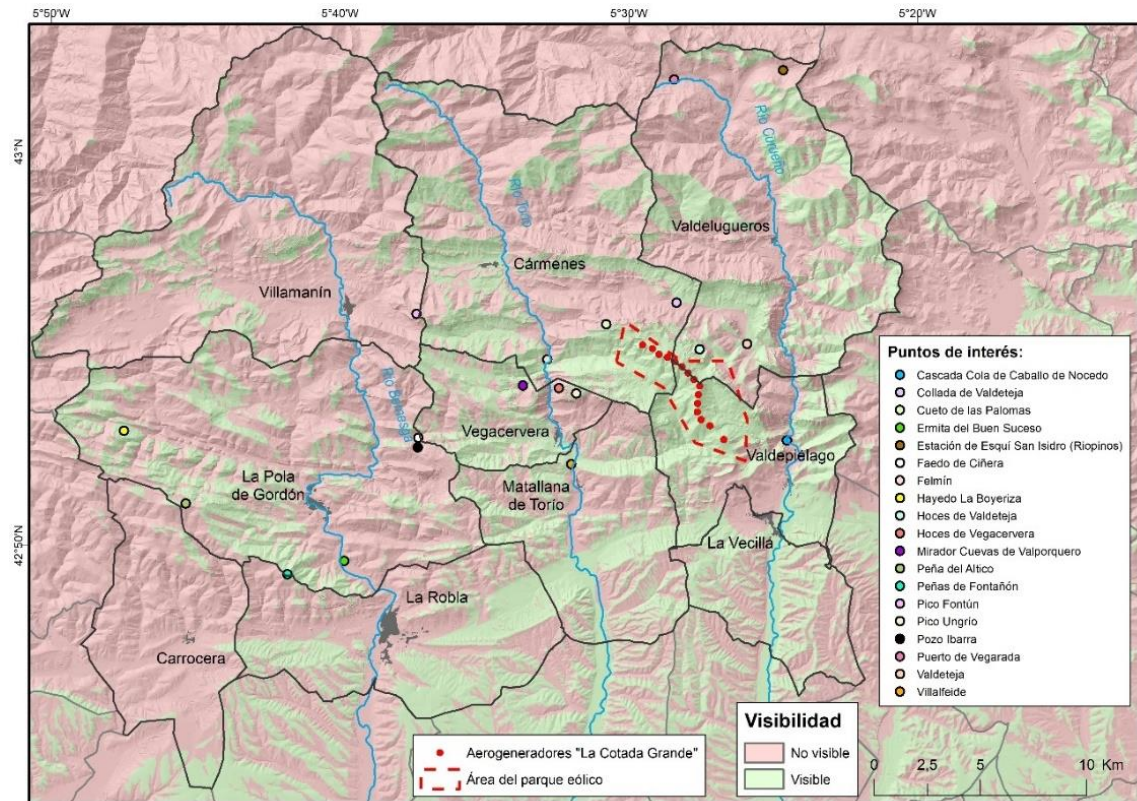 5°50'W
5°40'W
5°30'W
5°20'W
43°N
42°50'N
Río Curueño
Río Torío
Valdelugueros
Cármenes
Villamanín
Río Bernesga
Vegacervera
La Pola
de Gordón
Matallana
de Torío
Valdepiélago
La Vecilla
La Robla
Carrocera
Puntos de interés:
Cascada Cola de Caballo de Nocedo
Collada de Valdeteja
Cueto de las Palomas
Ermita del Buen Suceso
Estación de Esquí San Isidro (Riopinos)
Faedo de Ciñera
Felmín
Hayedo La Boyeriza
Hoces de Valdeteja
Hoces de Vegacervera
Mirador Cuevas de Valporquero
Peña del Altico
Peñas de Fontañón
Pico Fontún
Pico Ungrío
Pozo Ibarra
Puerto de Vegarada
Valdeteja
Villalfeide
Aerogeneradores "La Cotada Grande"
Área del parque eólico
Visibilidad
No visible
Visible
0 2,5 5 10 Km